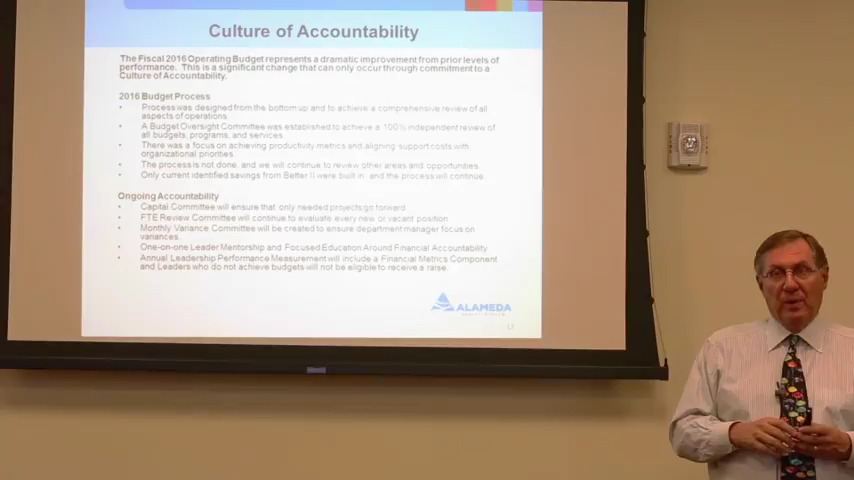 Culture of Accountability
The Fiscal 2016 Operating Budget represents a dramatic improvement from prior levels of
performance. This is a significant change that can only occur through commitment to a
Culture of Accountability.
2016 Budget Process
• Process was designed from the bottom up and to achieve a comprehensive review of all
aspects of operations.
• A Budget Oversight Committee was established to achieve a 100% independent review of
all budgets, programs, and services.
• There was a focus on achieving productivity metrics and aligning support costs with
organizational priorities.
• The process is not done, and we will continue to review other areas and opportunities.
• Only current identified savings from Better II were built in, and the process will continue.
Ongoing Accountability
• Capital Committee will ensure that only needed projects go forward.
• FTE Review Committee will continue to evaluate every new or vacant position
• Monthly Variance Committee will be created to ensure department manager focus on
variances.
• One-on-one Leader Mentorship and Focused Education Around Financial Accountability
• Annual Leadership Performance Measurement will include a Financial Metrics Component
and Leaders who do not achieve budgets will not be eligible to receive a raise.
ALAMEDA
HEALTH SYSTEM